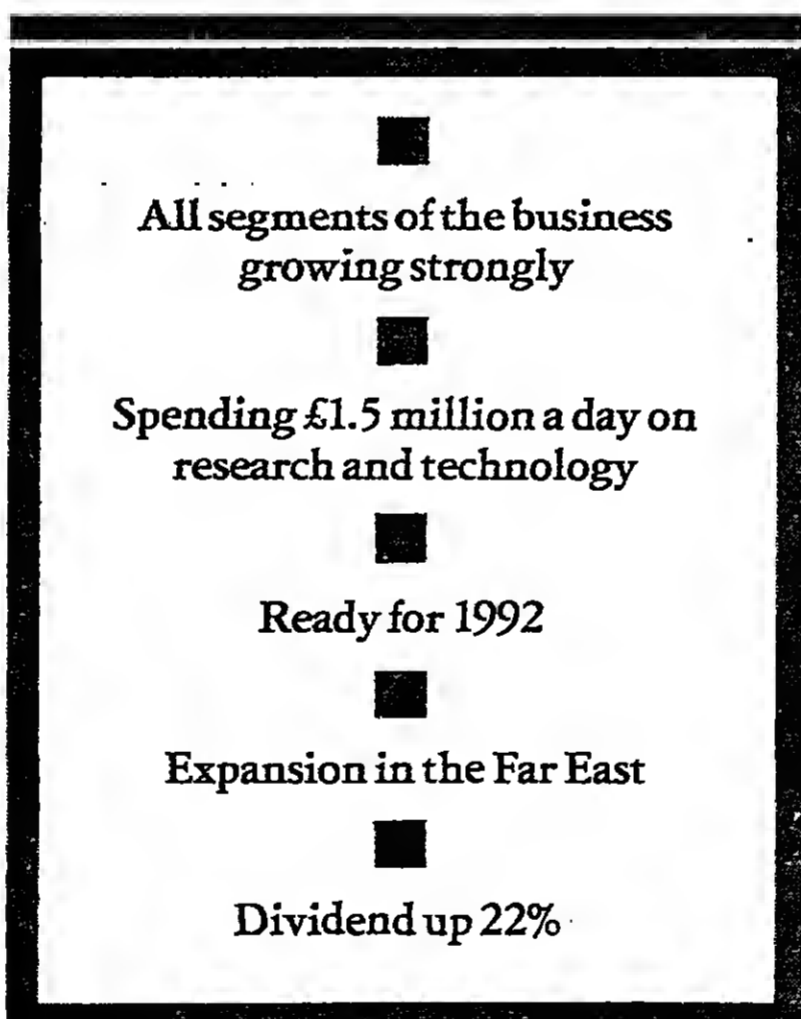 All segments of the business
growing strongly
Spending £1.5 million a day on
research and technology
Ready for 1992
Expansion in the Far East
Dividend up 22%